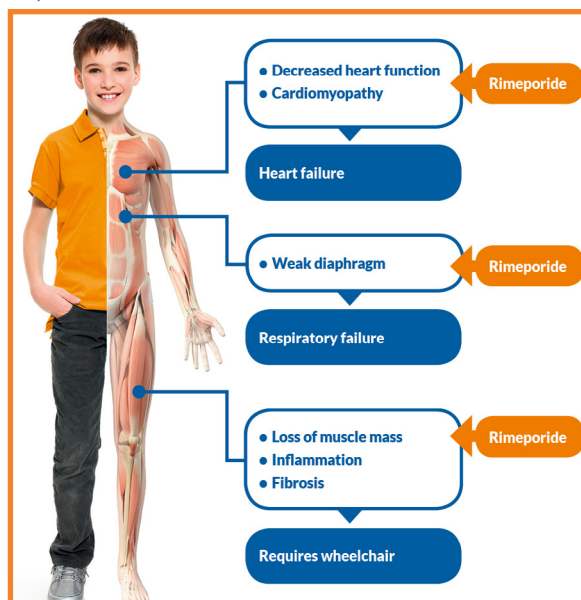 ● Decreased heart function
● Cardiomyopathy
Rimeporide
Heart failure
● Weak diaphragm
Rimeporide
Respiratory failure
● Loss of muscle mass
● Inflammation
● Fibrosis
Rimeporide
Requires wheelchair